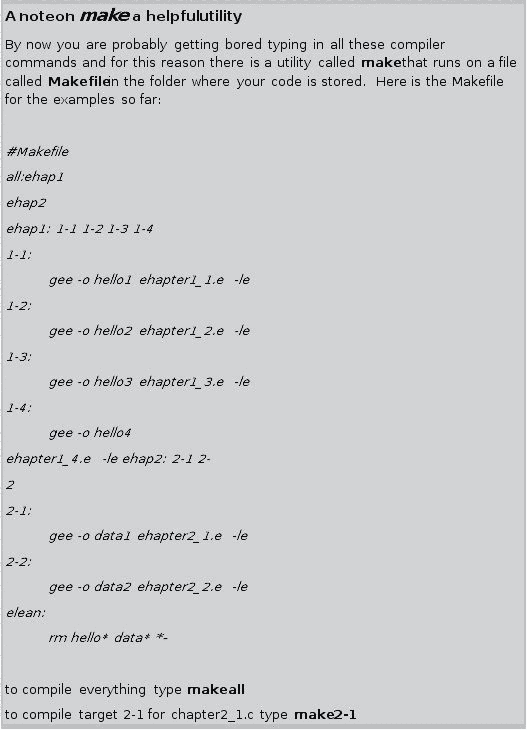 A noteon make a helpfulutility
By now you are probably getting bored typing in all these compiler
commands and for this reason there is a utility called makethat runs on a file
called Makefilein the folder where your code is stored. Here is the Makefile
for the examples so far:
#Makefile
all:ehap1
ehap2
ehap1: 1-1 1-2 1-3 1-4
1-1:
gee -o hello1 ehapter1_1.e -le
1-2:
gee -o hello2 ehapter1_2.e -le
1-3:
gee -o hello3 ehapter1_3.e -le
1-4:
gee -o hello4
ehapter1_4.e -le ehap2: 2-1 2-
2
2-1:
gee -o data1 ehapter2_1.e -le
2-2:
gee -o data2 ehapter2_2.e -le
elean:
rm hello* data* *~
to compile everything type makeall
to compile target 2-1 for chapter2_1.c type make2-1